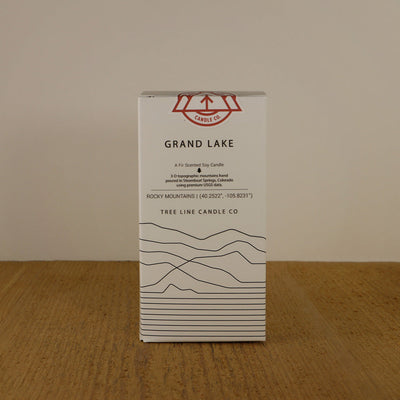 CANDLE CO.
GRAND LAKE
A Fir Scented Soy Candle
3-D topographic mountains hand
poured in Steamboat Springs, Colorado
using premium USGS data.
ROCKY MOUNTAINS | (40.2522°, -105.8231°)
TREE LINE CANDLE CO